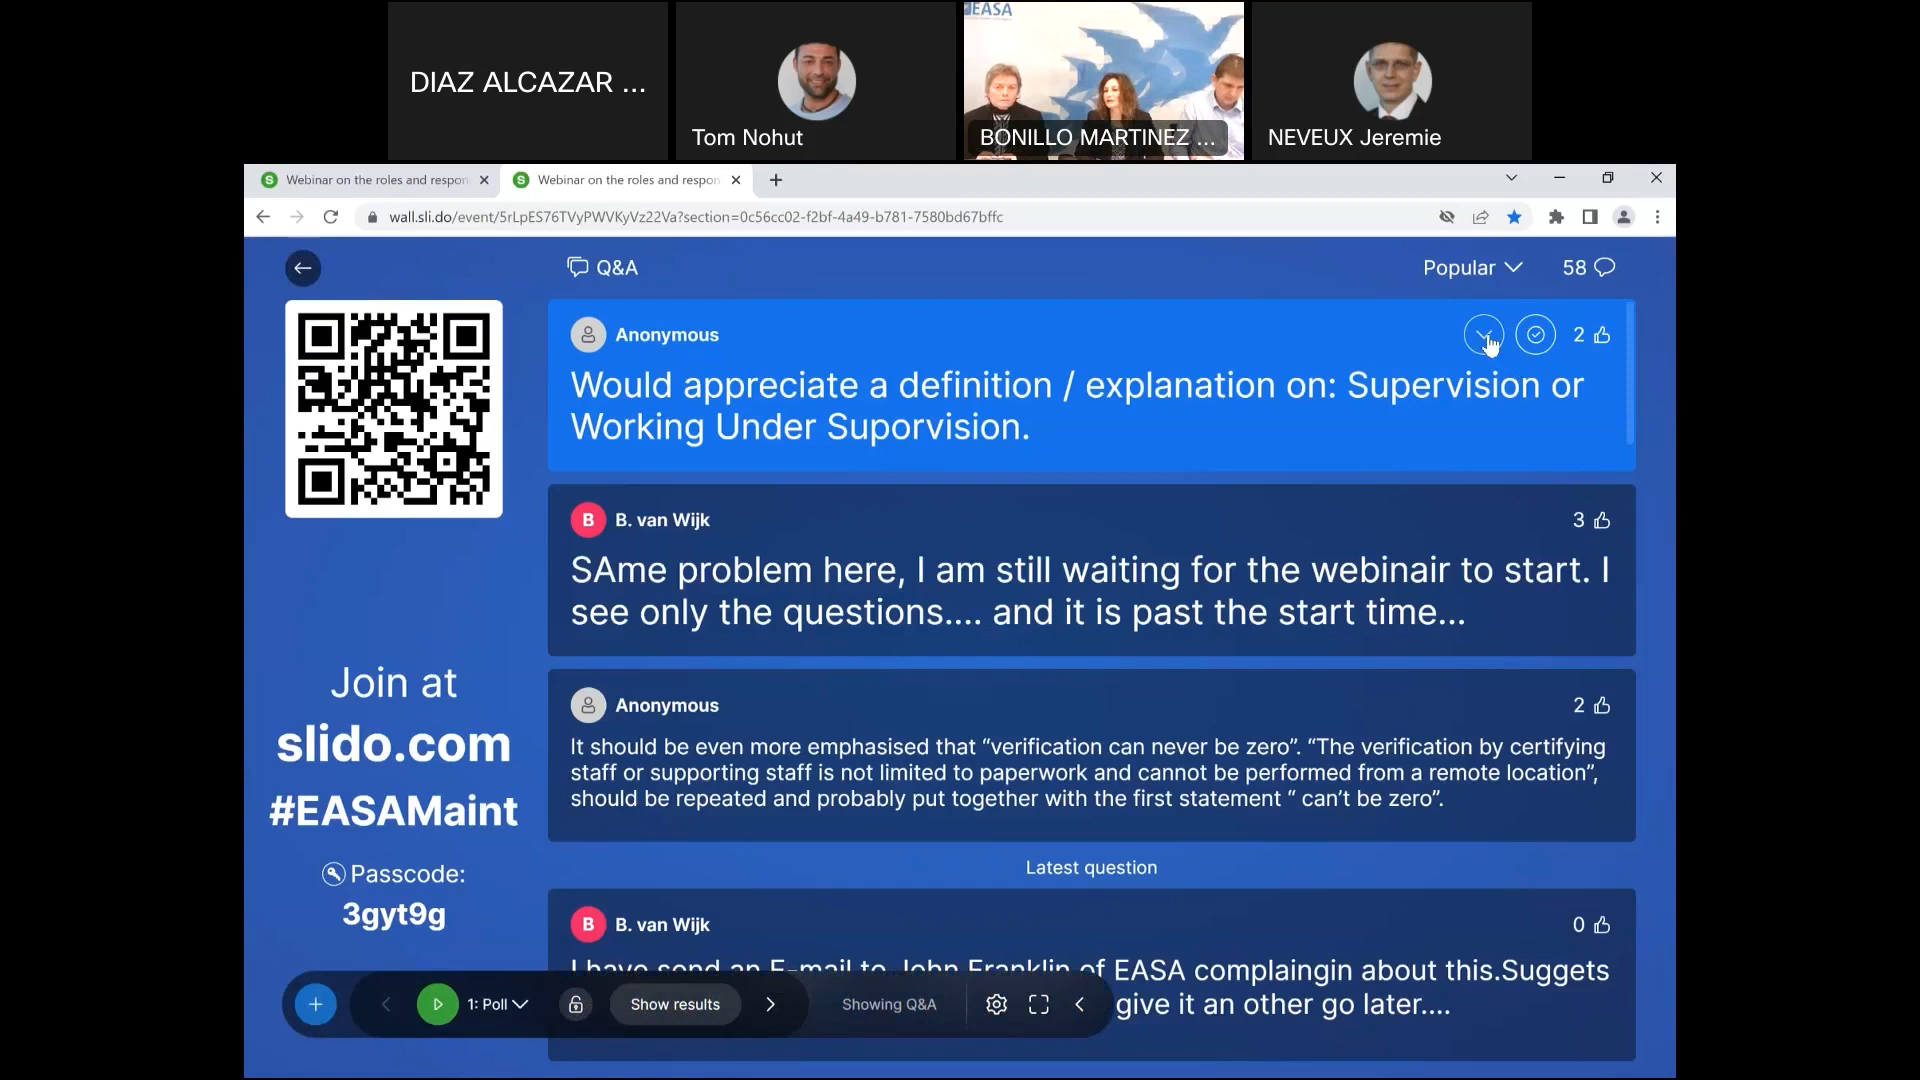 DIAZ ALCAZAR ...
Tom Nohut
EASA
BONILLO MARTINEZ ...
NEVEUX Jeremie
Webinar on the roles and respon
Webinar on the roles and respon
wall.sli.do/event/5rLpES76TVyPWVKyVz22Va?section=0c56cc02-f2bf-4a49-b781-7580bd67bffc
Q&A
Popular
58
Anonymous
2
Would appreciate a definition / explanation on: Supervision or
Working Under Suporvision.
B
B. van Wijk
3
SAme problem here, I am still waiting for the webinair to start. I
see only the questions.... and it is past the start time...
Anonymous
2
It should be even more emphasised that “verification can never be zero”. “The verification by certifying
staff or supporting staff is not limited to paperwork and cannot be performed from a remote location”,
should be repeated and probably put together with the first statement “ can’t be zero”.
Latest question
B
B. van Wijk
0
I have send an E-mail to John Franklin of EASA complaingin about this.Suggets
give it an other go later....
Join at
slido.com
#EASAMaint
Passcode:
3gyt9g
1: Poll
Show results
Showing Q&A